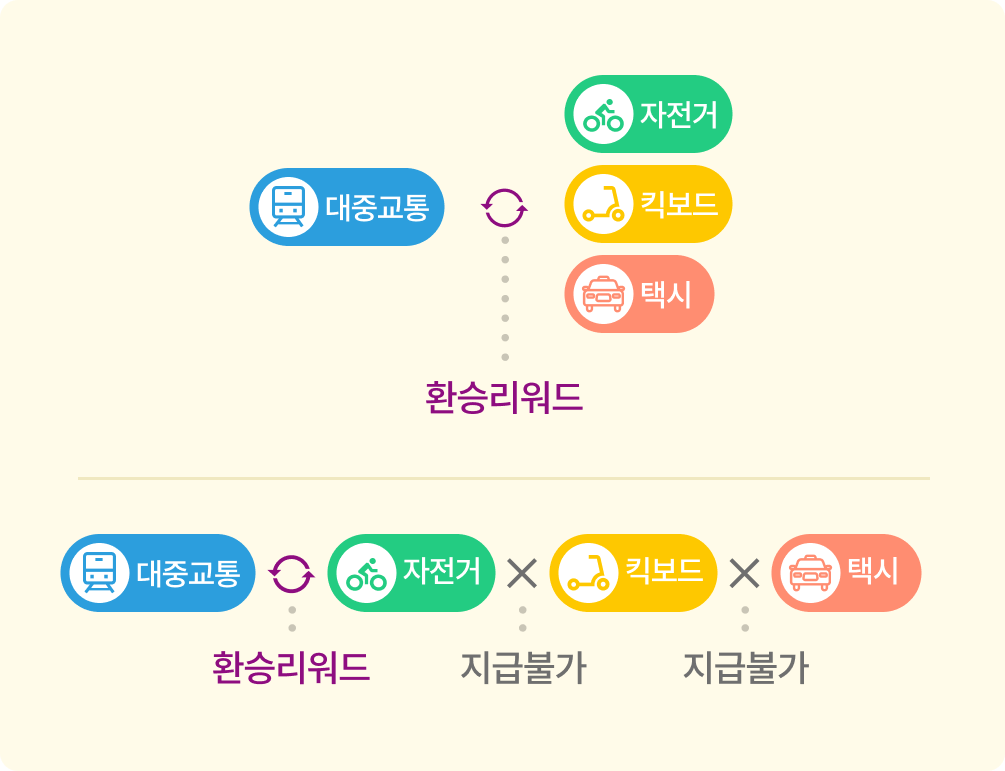 자전거
대중교통
킥보드
택시
환승리워드
대중교통 자전거 킥보드 택시
환승리워드 지급불가 지급불가